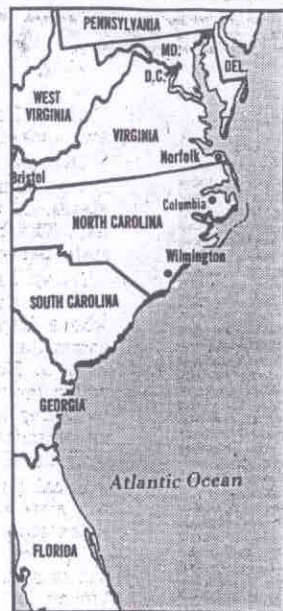 PENNSYLVANIA
MD.
D.C.
DEL.
WEST
VIRGINIA
VIRGINIA
Norfolk
Bristol
Columbia
NORTH CAROLINA
Wilmington
SOUTH CAROLINA
GEORGIA
Atlantic Ocean
FLORIDA